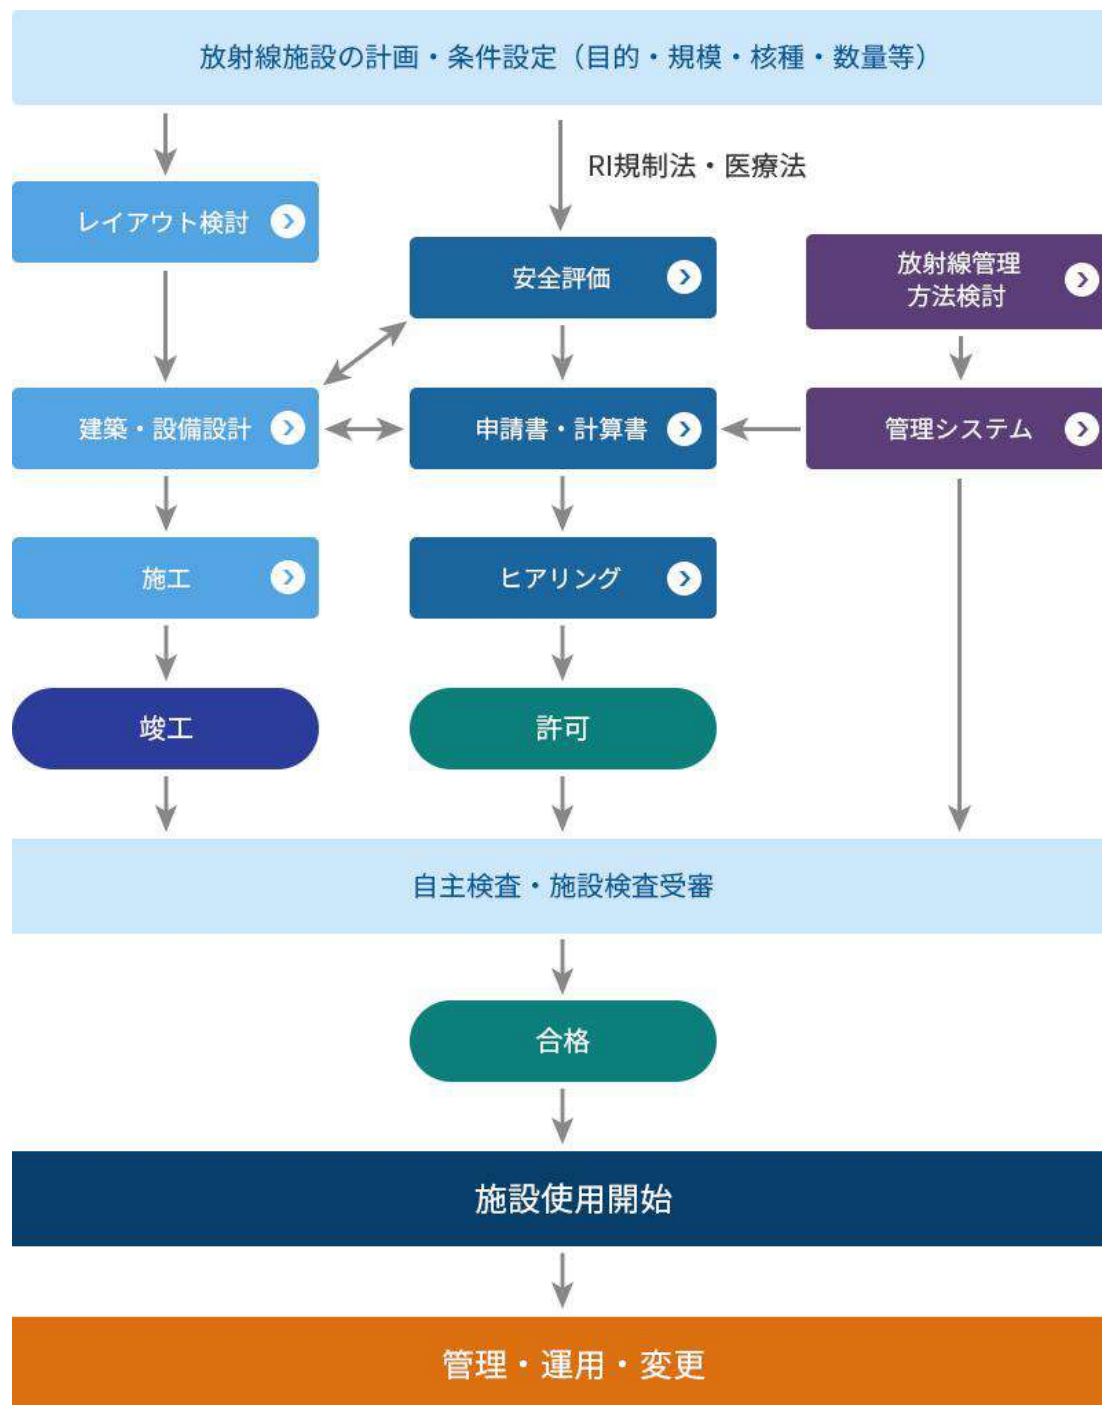 放射線施設の計画・条件設定（目的・規模・核種・数量等）
RI規制法・医療法
レイアウト検討
安全評価
放射線管理
方法検討
建築・設備設計
申請書・計算書
管理システム
施工
ヒアリング
竣工
許可
自主検査・施設検査受審
合格
施設使用開始
管理・運用・変更